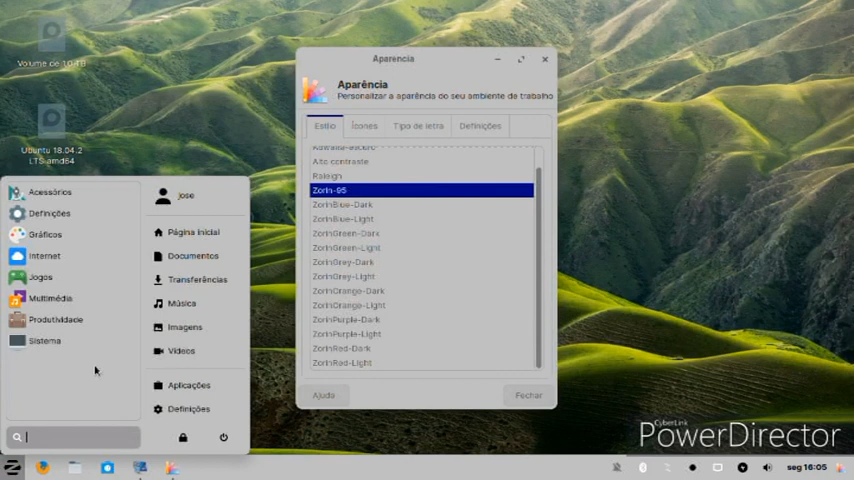 Volume de 1,0 TB
Ubuntu 18.04.2
LTS amd64
Aparencia
Aparência
Personalizar a aparência do seu ambiente de trabalho
Estilo
Ícones
Tipo de letra
Definições
Alto contraste
Raleigh
Zorin-95
ZorinBlue-Dark
ZorinBlue-Light
ZorinGreen-Dark
ZorinGreen-Light
ZorinGrey-Dark
ZorinGrey-Light
ZorinOrange-Dark
ZorinOrange-Light
ZorinPurple-Dark
ZorinPurple-Light
ZorinRed-Dark
ZorinRed-Light
Ajuda
Fechar
Acessórios
Definições
Gráficos
Internet
Jogos
Multimédia
Produtividade
Sistema
jose
Página Inicial
Documentos
Transferências
Música
Imagens
Vídeos
Aplicações
Definições
CyberLink
PowerDirector
seg 16:05